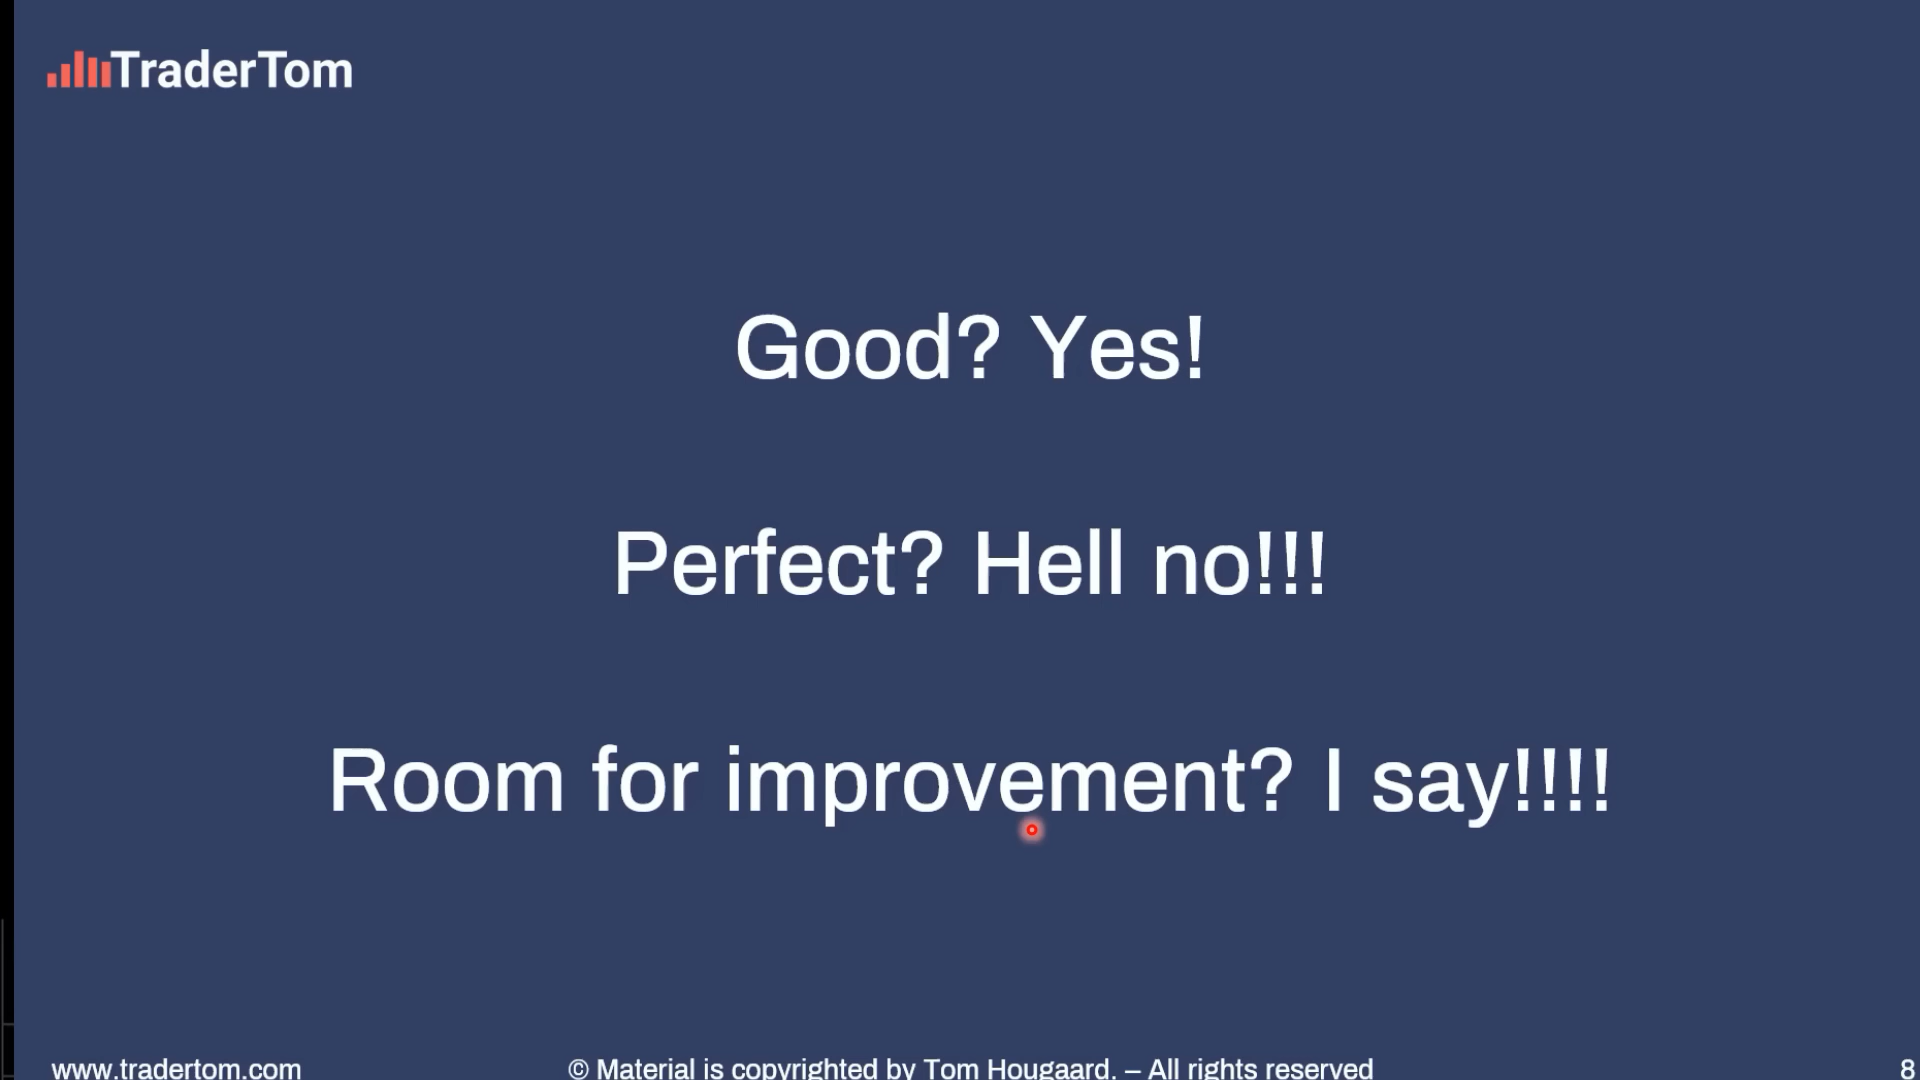 TraderTom
Good? Yes!
Perfect? Hell no!!!
Room for improvement? I say!!!!
www.tradertom.com
© Material is copyrighted by Tom Hougaard. – All rights reserved
8